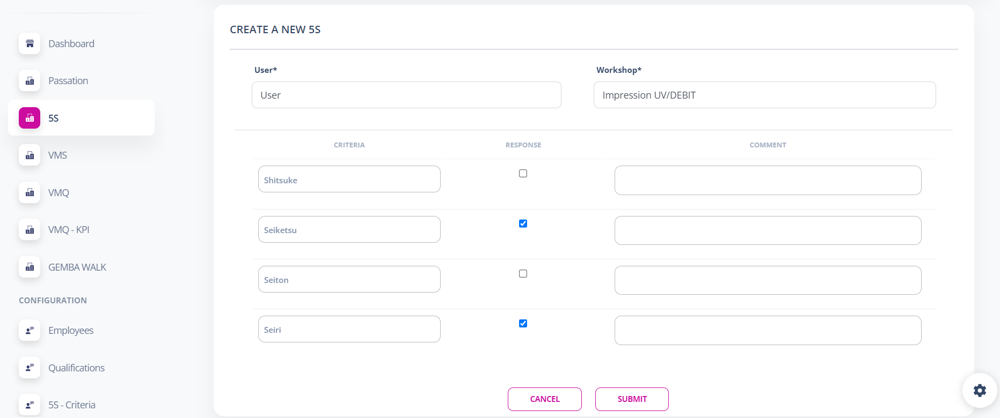 Dashboard
Passation
5S
VMS
VMQ
VMQ - KPI
GEMBA WALK
CONFIGURATION
Employees
Qualifications
5S - Criteria
CREATE A NEW 5S
User* Workshop*
User Impression UV/DEBIT
CRITERIA RESPONSE COMMENT
Shitsuke
Seiketsu
Seiton
Seiri
CANCEL SUBMIT